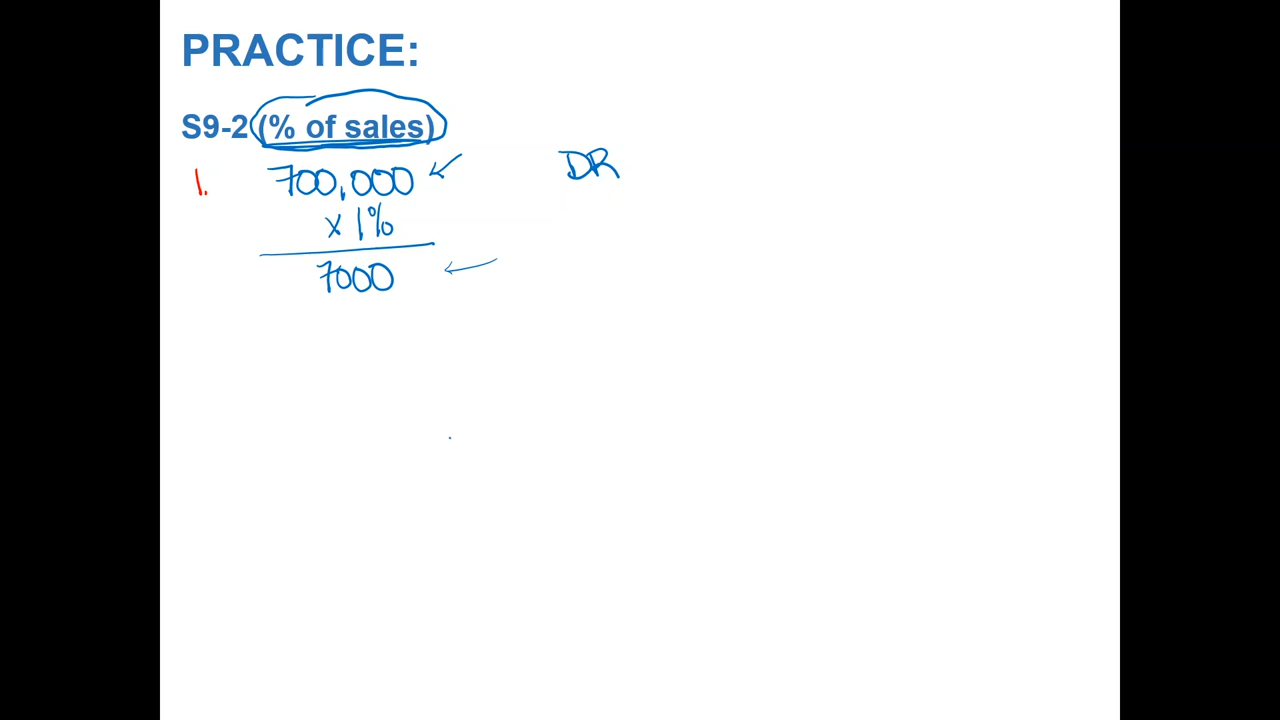 PRACTICE:
S9-2 (% of sales)
1. 700,000
x 1%
7000
DR